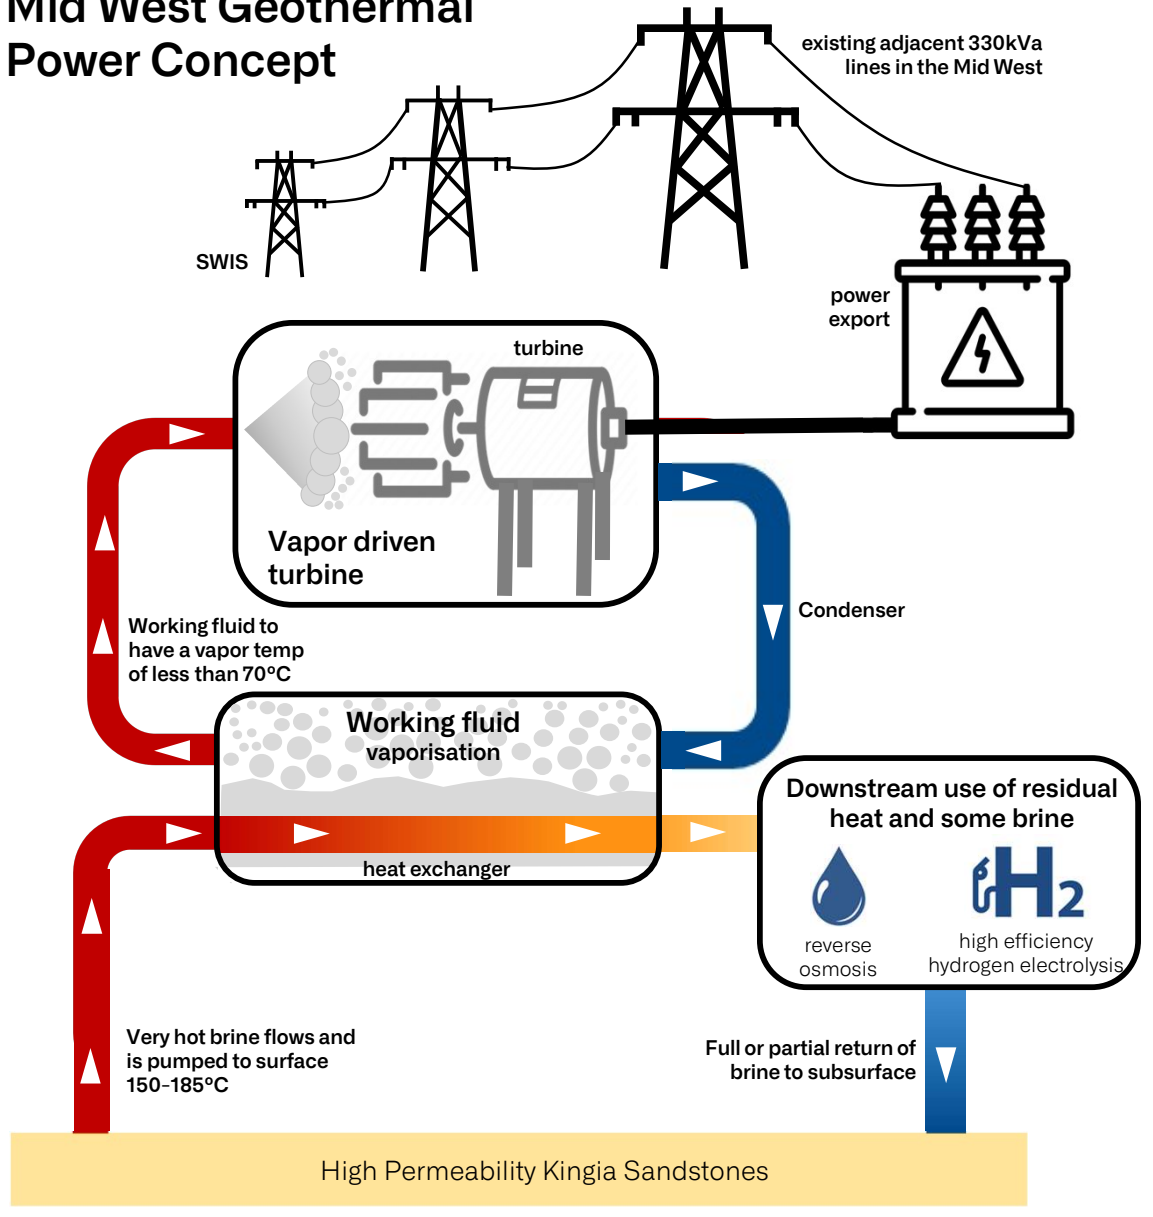 Mid West Geothermal
Power Concept
existing adjacent 330kVa
lines in the Mid West
SWIS
power
export
turbine
Vapor driven
turbine
Working fluid to
have a vapor temp
of less than 70°C
Condenser
Working fluid
vaporisation
heat exchanger
Downstream use of residual
heat and some brine
H2
reverse
osmosis
high efficiency
hydrogen electrolysis
Very hot brine flows and
is pumped to surface
150-185°C
Full or partial return of
brine to subsurface
High Permeability Kingia Sandstones